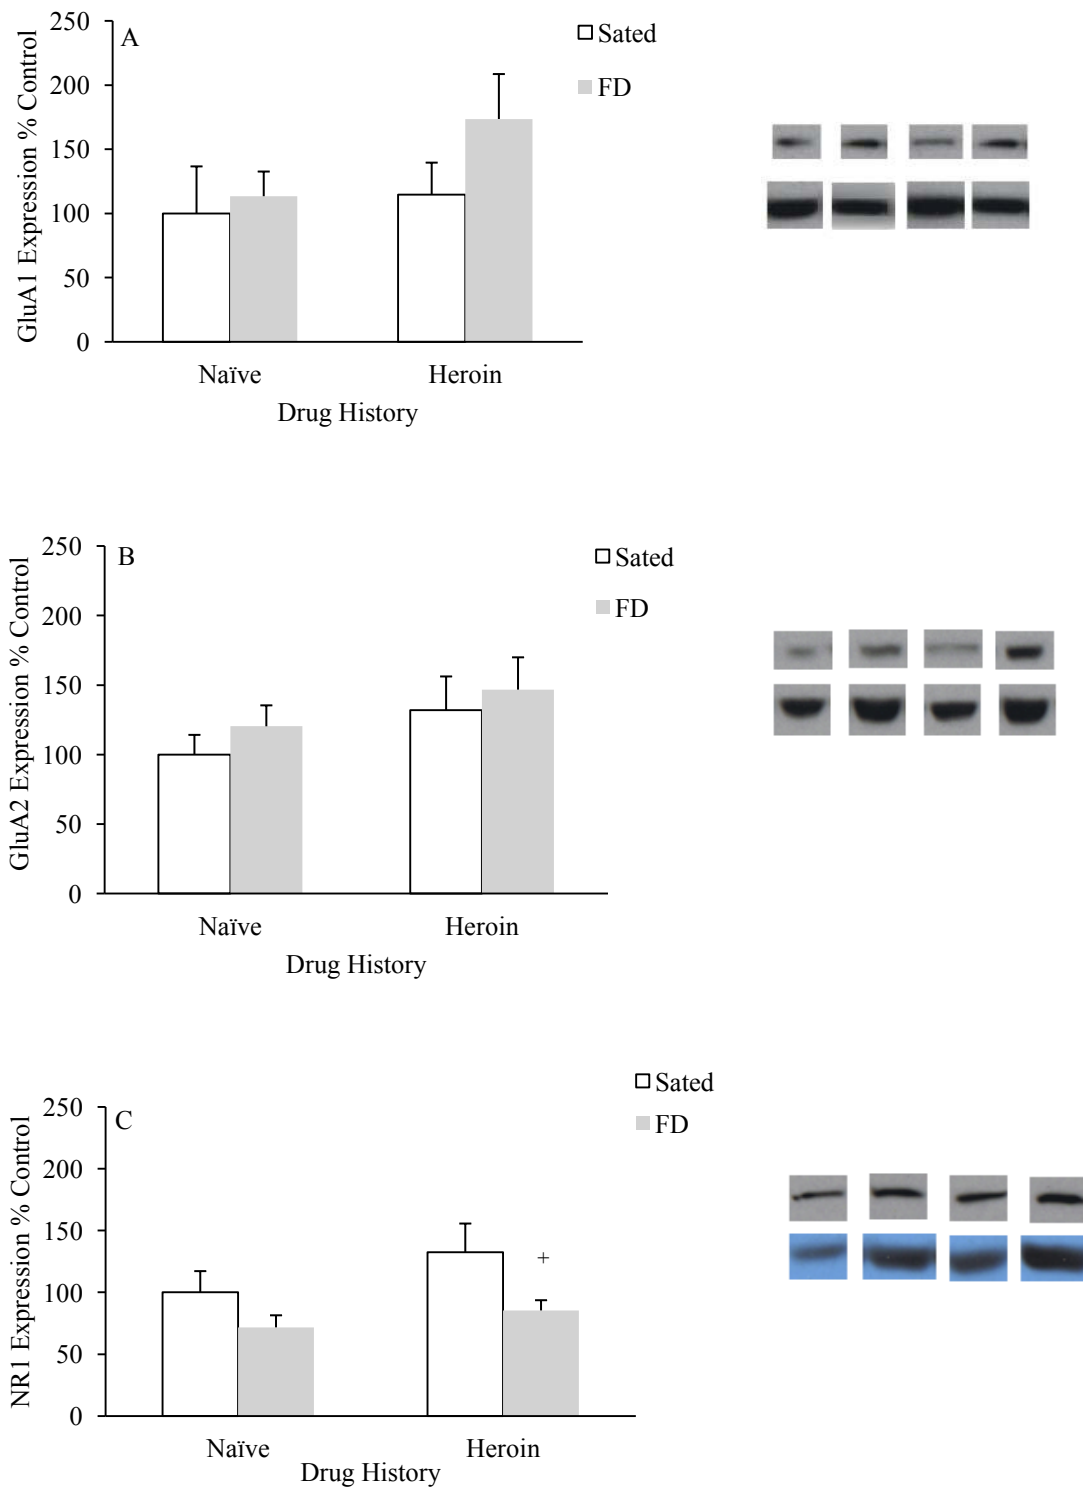 A
GluA1 Expression % Control
250
200
150
100
50
0
Naïve
Heroin
Drug History
Sated
FD
B
GluA2 Expression % Control
250
200
150
100
50
0
Naïve
Heroin
Drug History
Sated
FD
C
NR1 Expression % Control
250
200
150
100
50
0
+
Naïve
Heroin
Drug History
Sated
FD